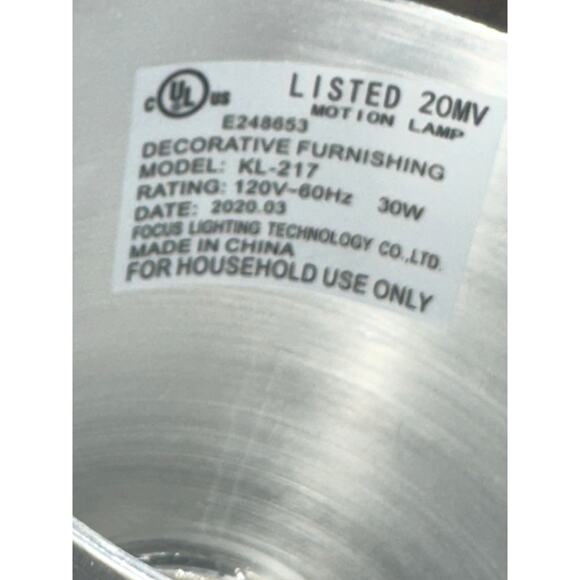 C UL US LISTED 20MV
E248653 MOTION LAMP
DECORATIVE FURNISHING
MODEL: KL-217
RATING: 120V~60Hz 30W
DATE: 2020.03
FOCUS LIGHTING TECHNOLOGY CO.,LTD.
MADE IN CHINA
FOR HOUSEHOLD USE ONLY